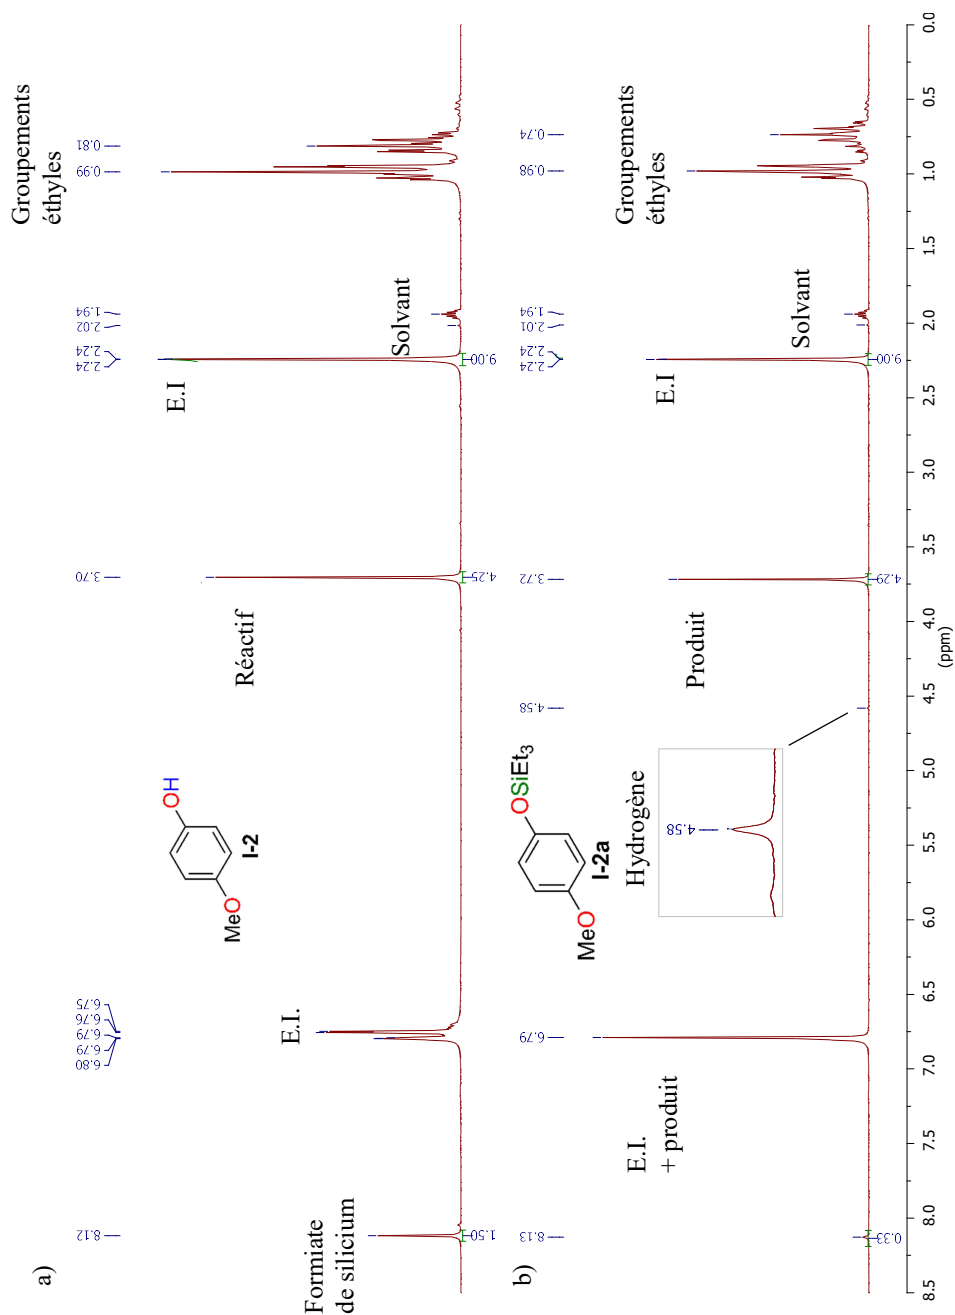 a)
8.12
6.80
6.79
6.79
6.76
6.75
3.70
2.24
2.24
2.02
1.94
0.99
0.81
Groupements
éthyles
MeO
OH
I-2
Formiate
de silicium
E.I.
Réactif
E.I
Solvant
1.50
4.25
9.00
b)
8.13
6.79
4.58
3.72
2.24
2.24
2.01
1.94
0.98
0.74
Groupements
éthyles
MeO
OSiEt3
I-2a
Hydrogène
4.58
E.I.
+ produit
Produit
E.I
Solvant
0.33
4.29
9.00
8.5 8.0 7.5 7.0 6.5 6.0 5.5 5.0 4.5 4.0 3.5 3.0 2.5 2.0 1.5 1.0 0.5 0.0
(ppm)